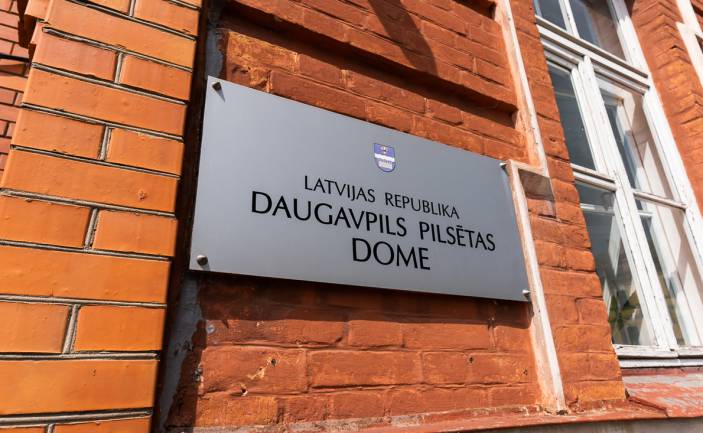 LATVIJAS REPUBLIKA
DAUGAVPILS PILSĒTAS
DOME